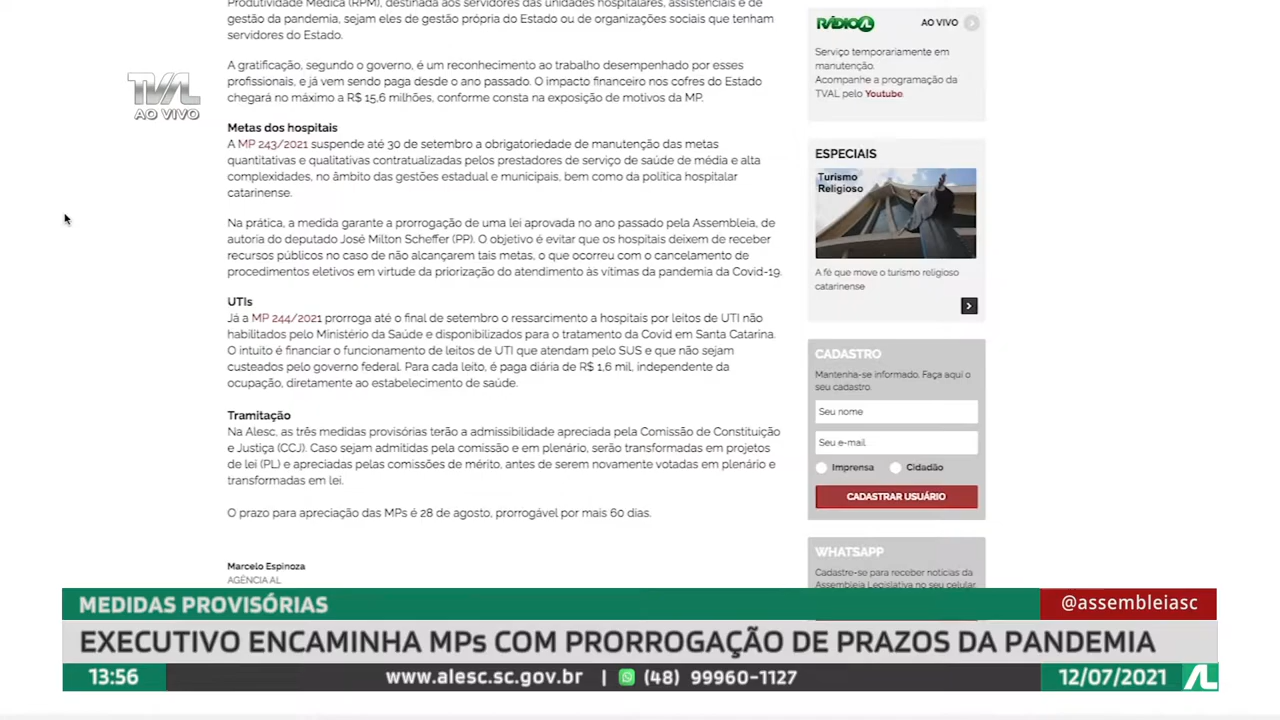 Produtividade Médica (RPM), destinada aos servidores das unidades hospitalares, assistenciais e de
gestão da pandemia, sejam eles de gestão própria do Estado ou de organizações sociais que tenham
servidores do Estado.
A gratificação, segundo o governo, é um reconhecimento ao trabalho desempenhado por esses
profissionais, e já vem sendo paga desde o ano passado. O impacto financeiro nos cofres do Estado
chegará no máximo a R$ 15,6 milhões, conforme consta na exposição de motivos da MP.
TVAL
AO VIVO
Metas dos hospitais
A MP 243/2021 suspende até 30 de setembro a obrigatoriedade de manutenção das metas
quantitativas e qualitativas contratualizadas pelos prestadores de serviço de saúde de média e alta
complexidades, no âmbito das gestões estadual e municipais, bem como da política hospitalar
catarinense.
Na prática, a medida garante a prorrogação de uma lei aprovada no ano passado pela Assembleia, de
autoria do deputado José Milton Scheffer (PP). O objetivo é evitar que os hospitais deixem de receber
recursos públicos no caso de não alcançarem tais metas, o que ocorreu com o cancelamento de
procedimentos eletivos em virtude da priorização do atendimento às vítimas da pandemia da Covid-19.
UTIs
Já a MP 244/2021 prorroga até o final de setembro o ressarcimento a hospitais por leitos de UTI não
habilitados pelo Ministério da Saúde e disponibilizados para o tratamento da Covid em Santa Catarina.
O intuito é financiar o funcionamento de leitos de UTI que atendam pelo SUS e que não sejam
custeados pelo governo federal. Para cada leito, é paga diária de R$ 1,6 mil, independente da
ocupação, diretamente ao estabelecimento de saúde.
Tramitação
Na Alesc, as três medidas provisórias terão a admissibilidade apreciada pela Comissão de Constituição
e Justiça (CCJ). Caso sejam admitidas pela comissão e em plenário, serão transformadas em projetos
de lei (PL) e apreciadas pelas comissões de mérito, antes de serem novamente votadas em plenário e
transformadas em lei.
O prazo para apreciação das MPs é 28 de agosto, prorrogável por mais 60 dias.
Marcelo Espinoza
AGÊNCIA AL
RÁDIO AL
AO VIVO
Serviço temporariamente em
manutenção.
Acompanhe a programação da
TVAL pelo Youtube.
ESPECIAIS
Turismo
Religioso
A fé que move o turismo religioso
catarinense
CADASTRO
Mantenha-se informado. Faça aqui o
seu cadastro.
Seu nome
Seu e-mail
Imprensa Cidadão
CADASTRAR USUÁRIO
WHATSAPP
Cadastre-se para receber notícias da
Assembleia Legislativa no seu celular.
MEDIDAS PROVISÓRIAS
@assembleiasc
EXECUTIVO ENCAMINHA MPs COM PRORROGAÇÃO DE PRAZOS DA PANDEMIA
13:56
www.alesc.sc.gov.br | (48) 99960-1127
12/07/2021
AL